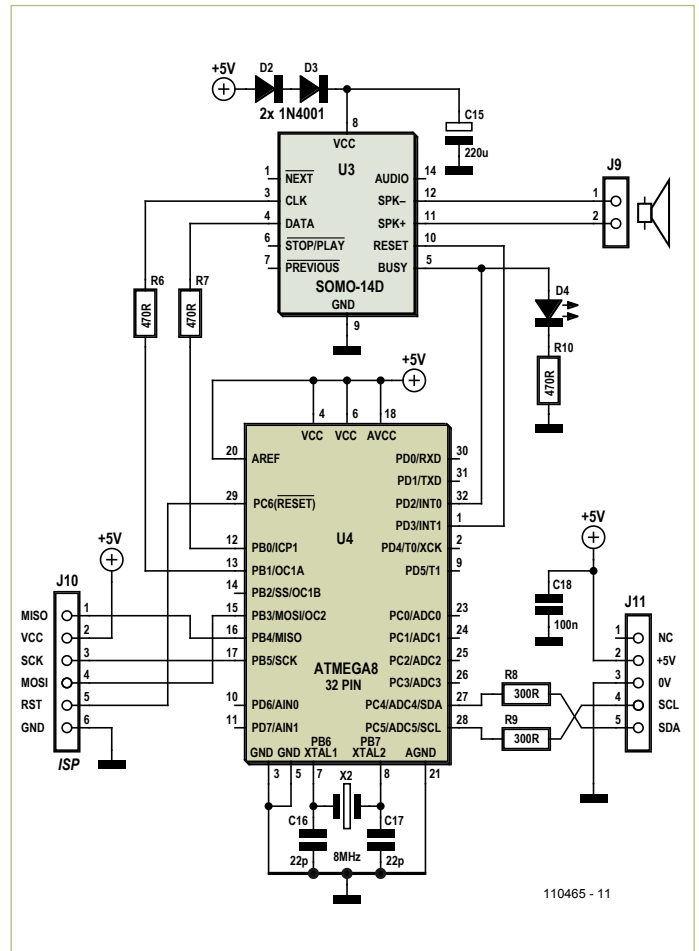 +5V
D2
D3
2x 1N4001
8
VCC
C15
220u
U3
1
NEXT
AUDIO
14
3
CLK
SPK–
12
4
DATA
SPK+
11
6
STOP/PLAY
RESET
10
7
PREVIOUS
BUSY
5
SOMO-14D
GND
9
J9
1
2
R6
470R
R7
470R
D4
R10
470R
+5V
4
6
18
VCC
VCC
AVCC
20
AREF
PD0/RXD
30
PD1/TXD
31
29
PC6(RESET)
PD2/INT0
32
U4
PD3/INT1
1
12
PB0/ICP1
PD4/T0/XCK
2
13
PB1/OC1A
PD5/T1
9
14
PB2/SS/OC1B
15
PB3/MOSI/OC2
PC0/ADC0
23
16
PB4/MISO
PC1/ADC1
24
17
PB5/SCK
PC2/ADC2
25
ATMEGA8
PC3/ADC3
26
32 PIN
10
PD6/AIN0
PC4/ADC4/SDA
27
11
PD7/AIN1
PC5/ADC5/SCL
28
PB6
PB7
GND
GND
XTAL1
XTAL2
AGND
3
5
7
8
21
+5V
J10
MISO
1
VCC
2
SCK
3
MOSI
4
RST
5
GND
6
ISP
X2
8MHz
C16
22p
C17
22p
R8
300R
R9
300R
+5V
C18
100n
J11
1
NC
2
+5V
3
0V
4
SCL
5
SDA
110465 - 11